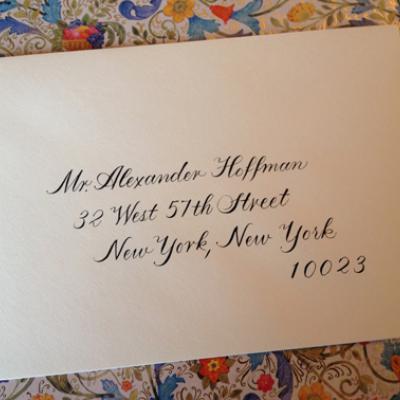 Mr. Alexander Hoffman
32 West 57th Street
New York, New York
10023